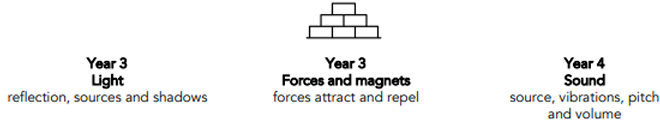 Year 3
Light
reflection, sources and shadows
Year 3
Forces and magnets
forces attract and repel
Year 4
Sound
source, vibrations, pitch
and volume